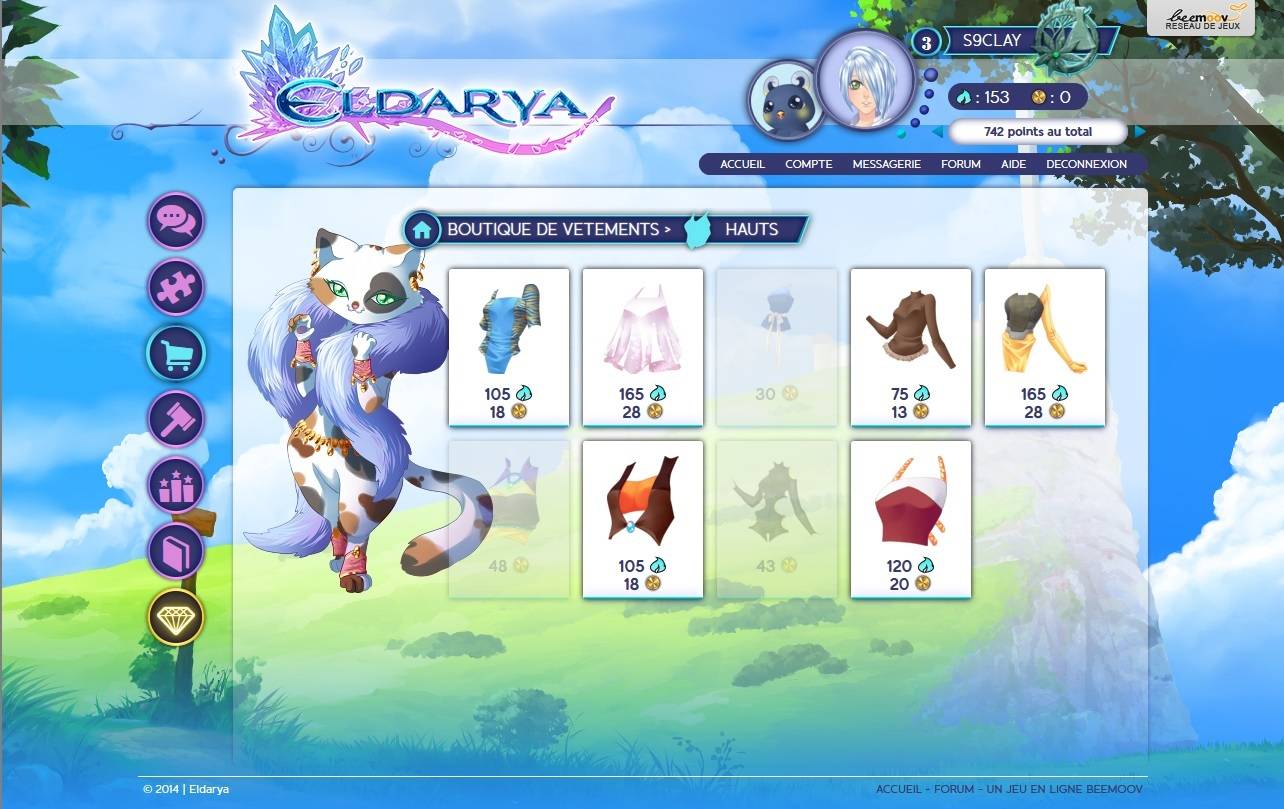 beemoov
RESEAU DE JEUX
ELDARYA
3
S9CLAY
: 153 : 0
742 points au total
ACCUEIL COMPTE MESSAGERIE FORUM AIDE DECONNEXION
BOUTIQUE DE VETEMENTS > HAUTS
105
18
165
28
30
75
13
165
28
48
105
18
43
120
20
© 2014 | Eldarya
ACCUEIL - FORUM - UN JEU EN LIGNE BEEMOOV